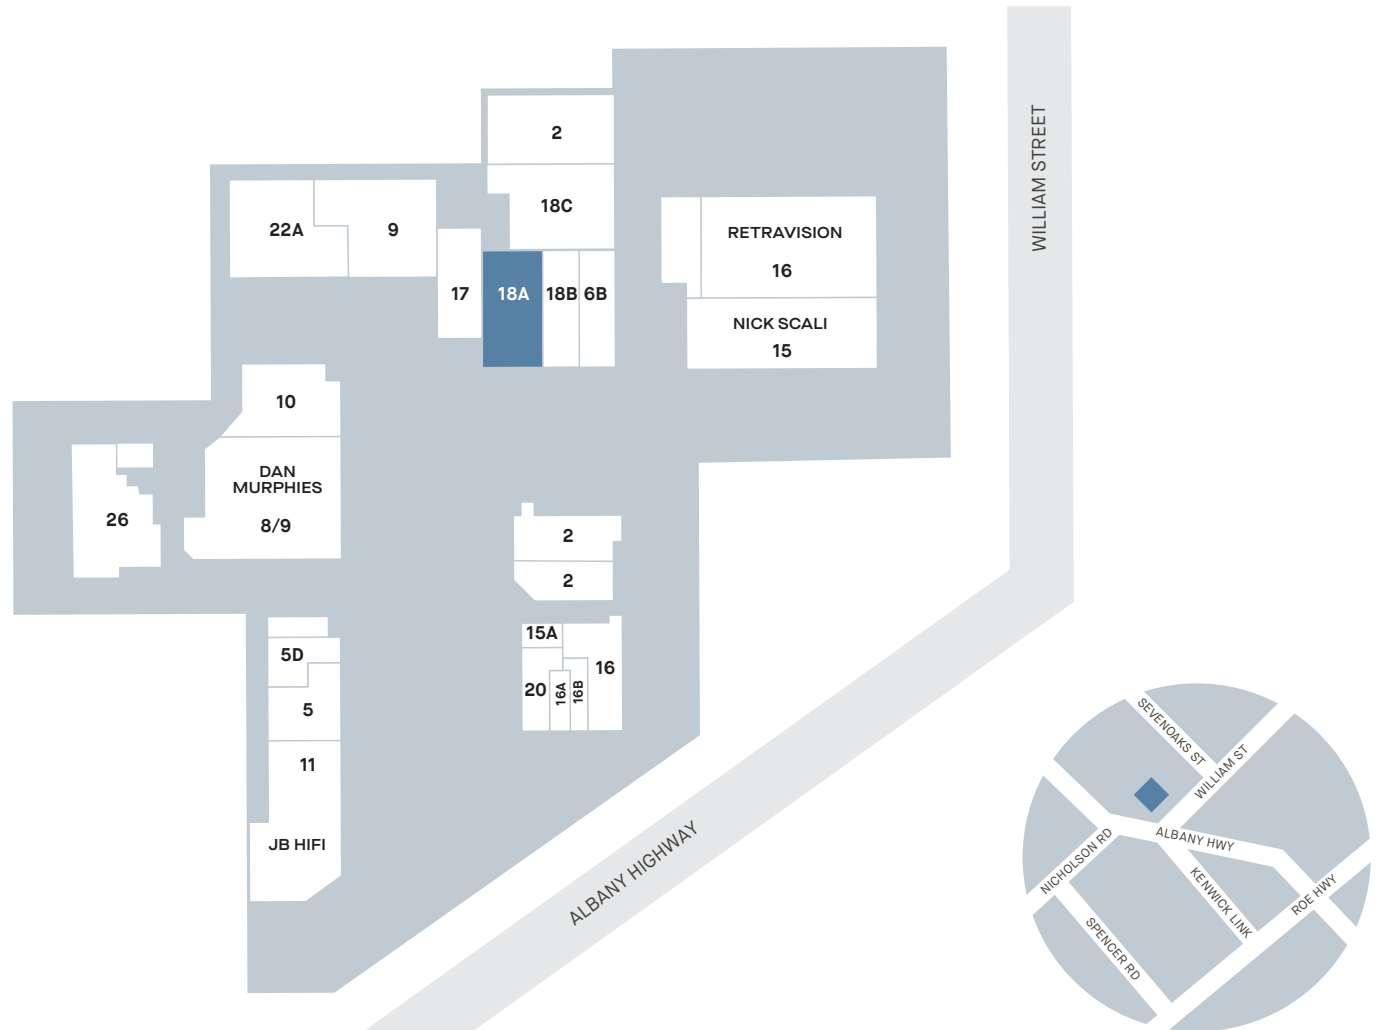 2
18C
22A
9
17
18A
18B
6B
RETRAVISION
16
NICK SCALI
15
WILLIAM STREET
10
DAN
MURPHIES
8/9
26
2
2
15A
16
20
16A
16B
5D
5
11
JB HIFI
ALBANY HIGHWAY
SEVENOAKS ST
WILLIAM ST
ALBANY HWY
NICHOLSON RD
KENWICK LINK
ROE HWY
SPENCER RD